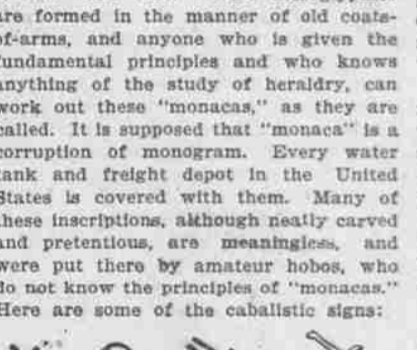 are formed in the manner of old coats-
of-arms, and anyone who is given the
fundamental principles and who knows
anything of the study of heraldry, can
work out these "monacas," as they are
called. It is supposed that "monaca" is a
corruption of monogram. Every water
tank and freight depot in the United
States is covered with them. Many of
these inscriptions, although neatly carved
and pretentious, are meaningless, and
were put there by amateur hobos, who
do not know the principles of "monacas."
Here are some of the cabalistic signs: